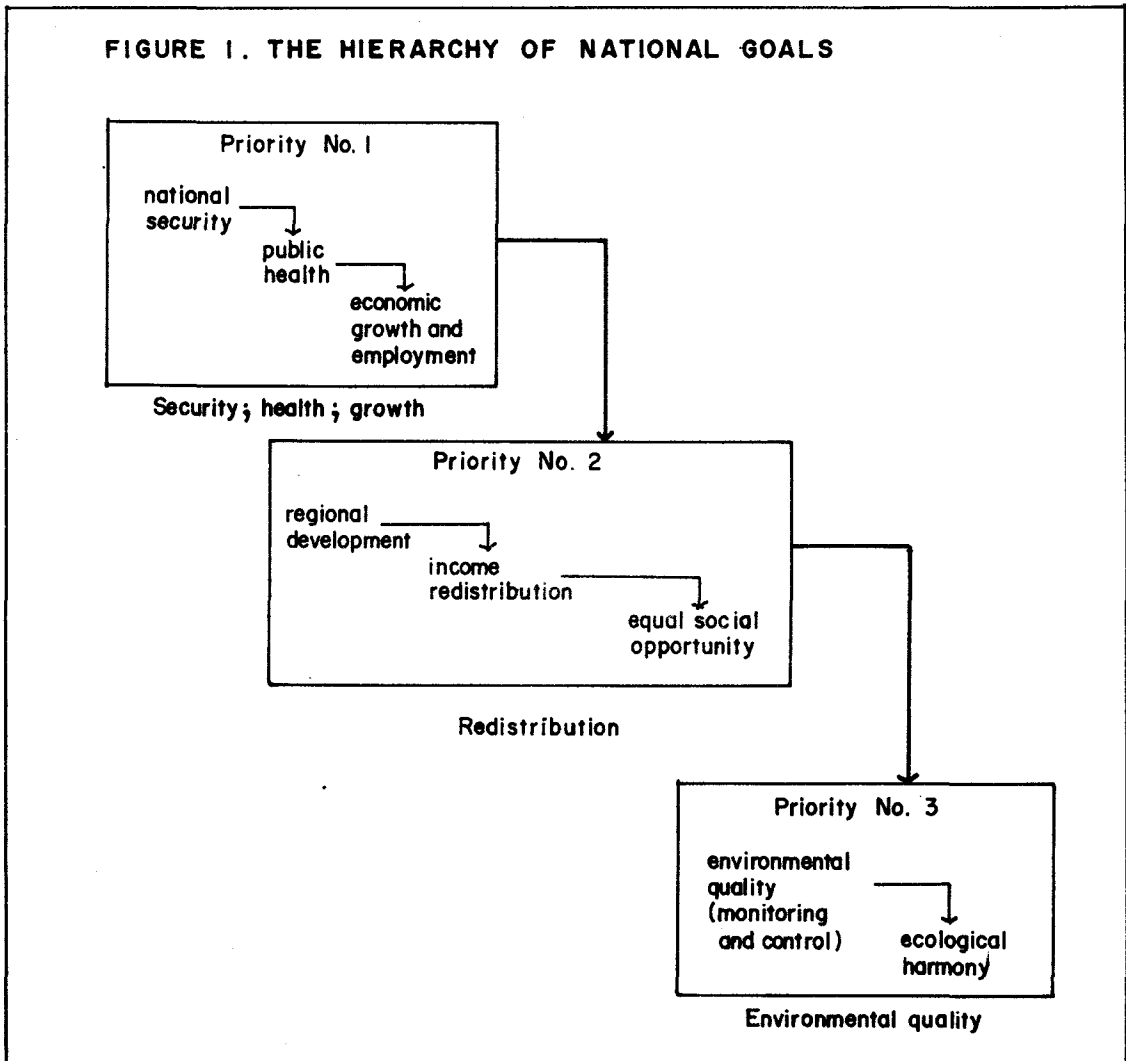 FIGURE 1. THE HIERARCHY OF NATIONAL GOALS
Priority No. 1
national
security
public
health
economic
growth and
employment
Security; health; growth
Priority No. 2
regional
development
income
redistribution
equal social
opportunity
Redistribution
Priority No. 3
environmental
quality
(monitoring
and control)
ecological
harmony
Environmental quality